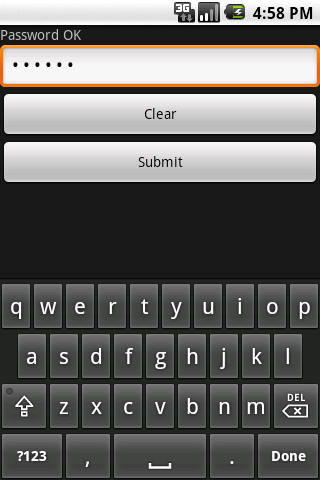 3G 4:58 PM
Password OK
••••••
Clear
Submit
q w e r t y u i o p
a s d f g h j k l
z x c v b n m DEL
?123 , . Done